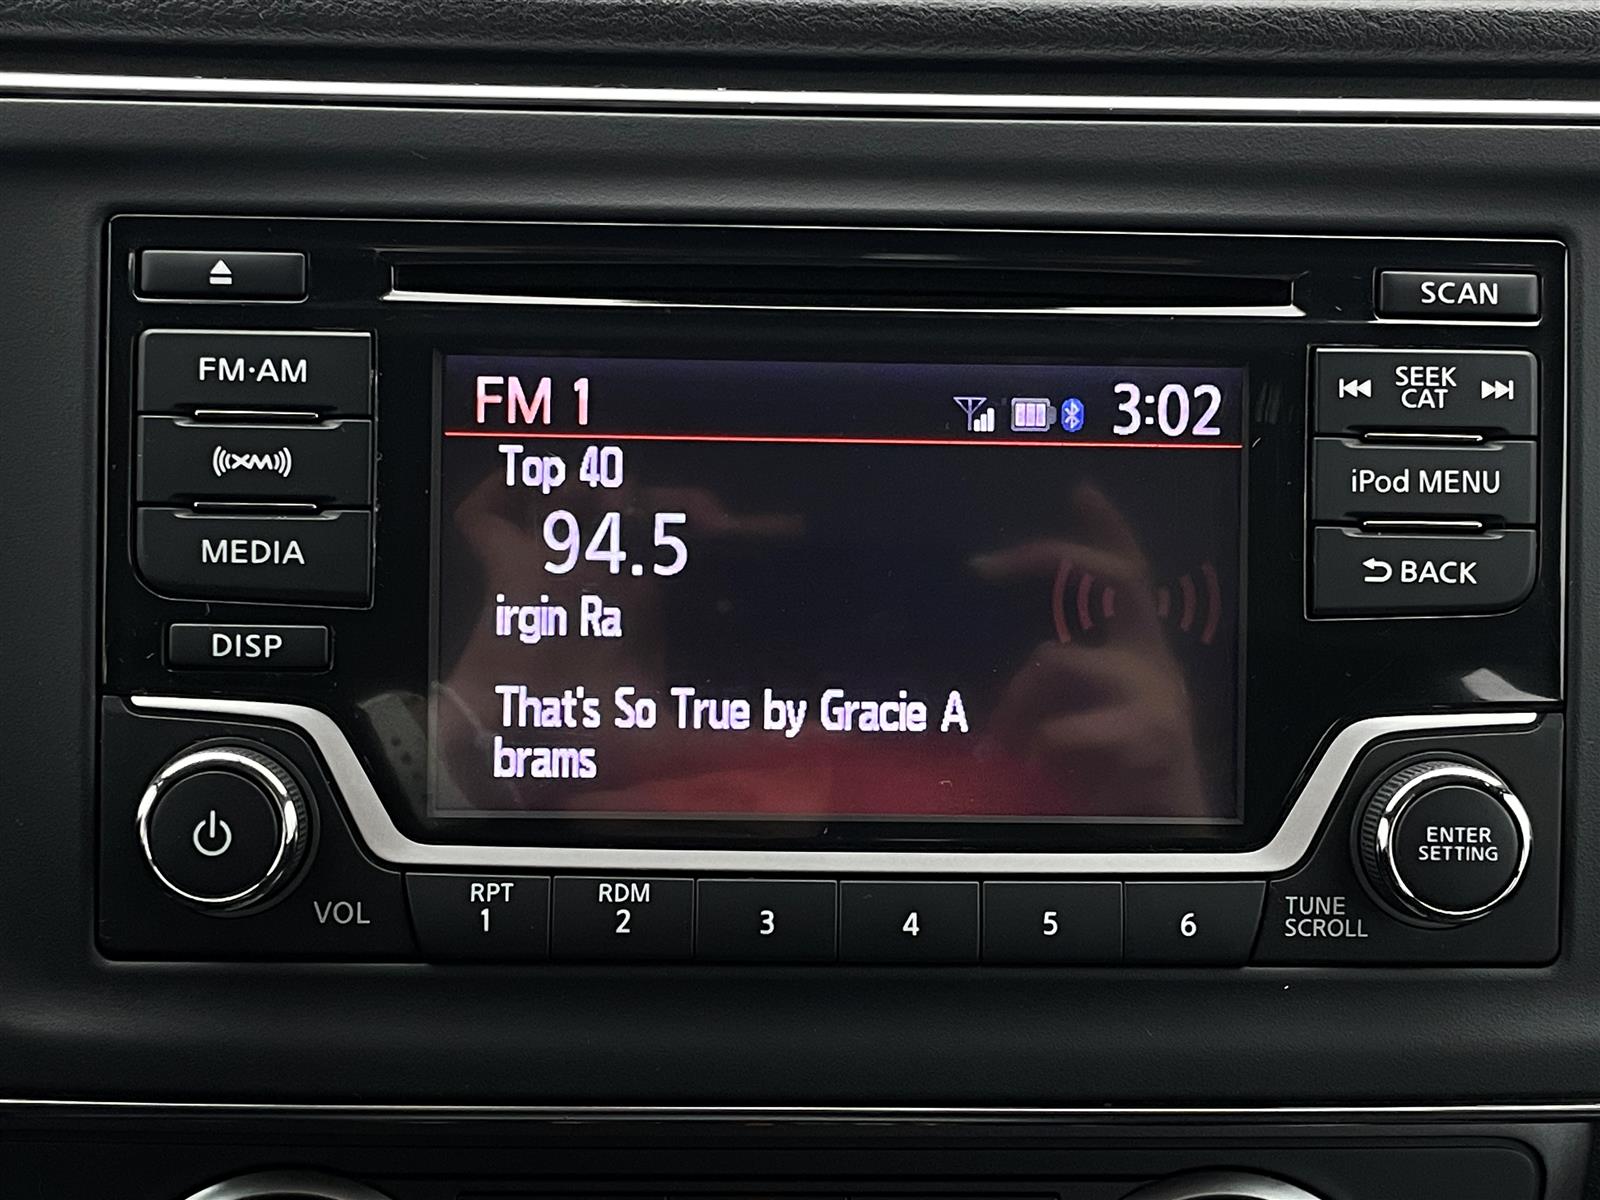 SCAN
FM·AM
XM
MEDIA
DISP
VOL
FM 1
3:02
Top 40
94.5
irgin Ra
That's So True by Gracie A
brams
SEEK
CAT
iPod MENU
BACK
ENTER
SETTING
TUNE
SCROLL
RPT
1
RDM
2
3
4
5
6